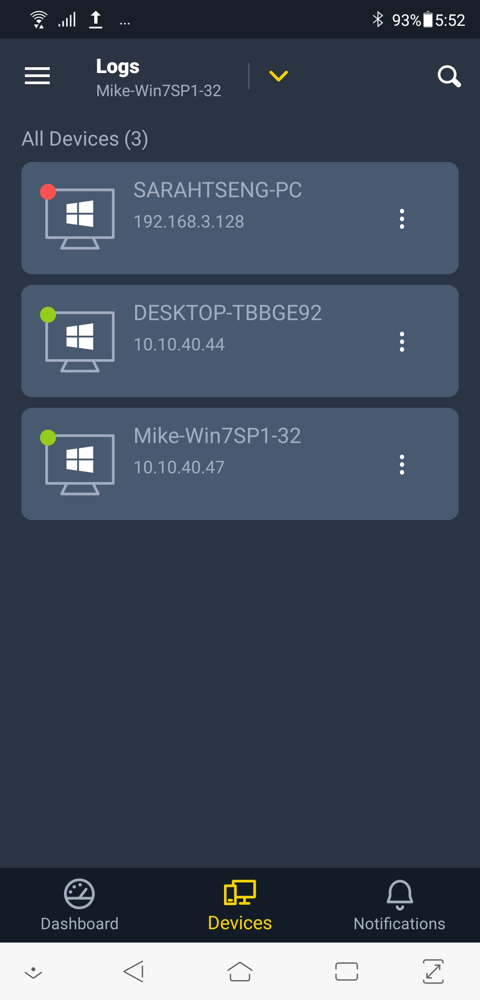 ... 93% 5:52
Logs
Mike-Win7SP1-32
All Devices (3)
SARAHTSENG-PC
192.168.3.128
DESKTOP-TBBGE92
10.10.40.44
Mike-Win7SP1-32
10.10.40.47
Dashboard Devices Notifications